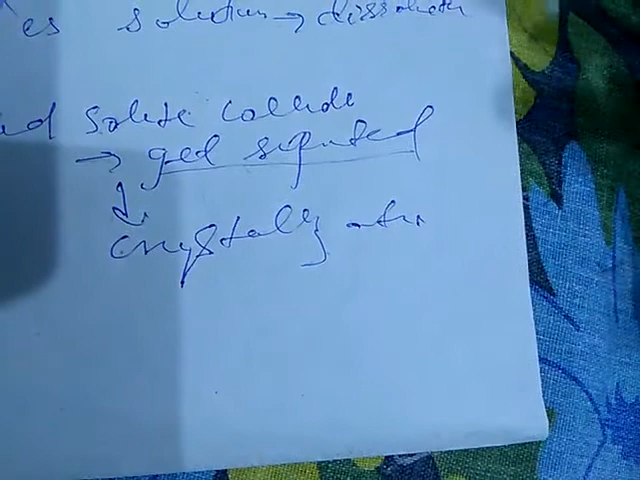 es solution → dissolution
solute collide
→ get separated
↓
crystallization